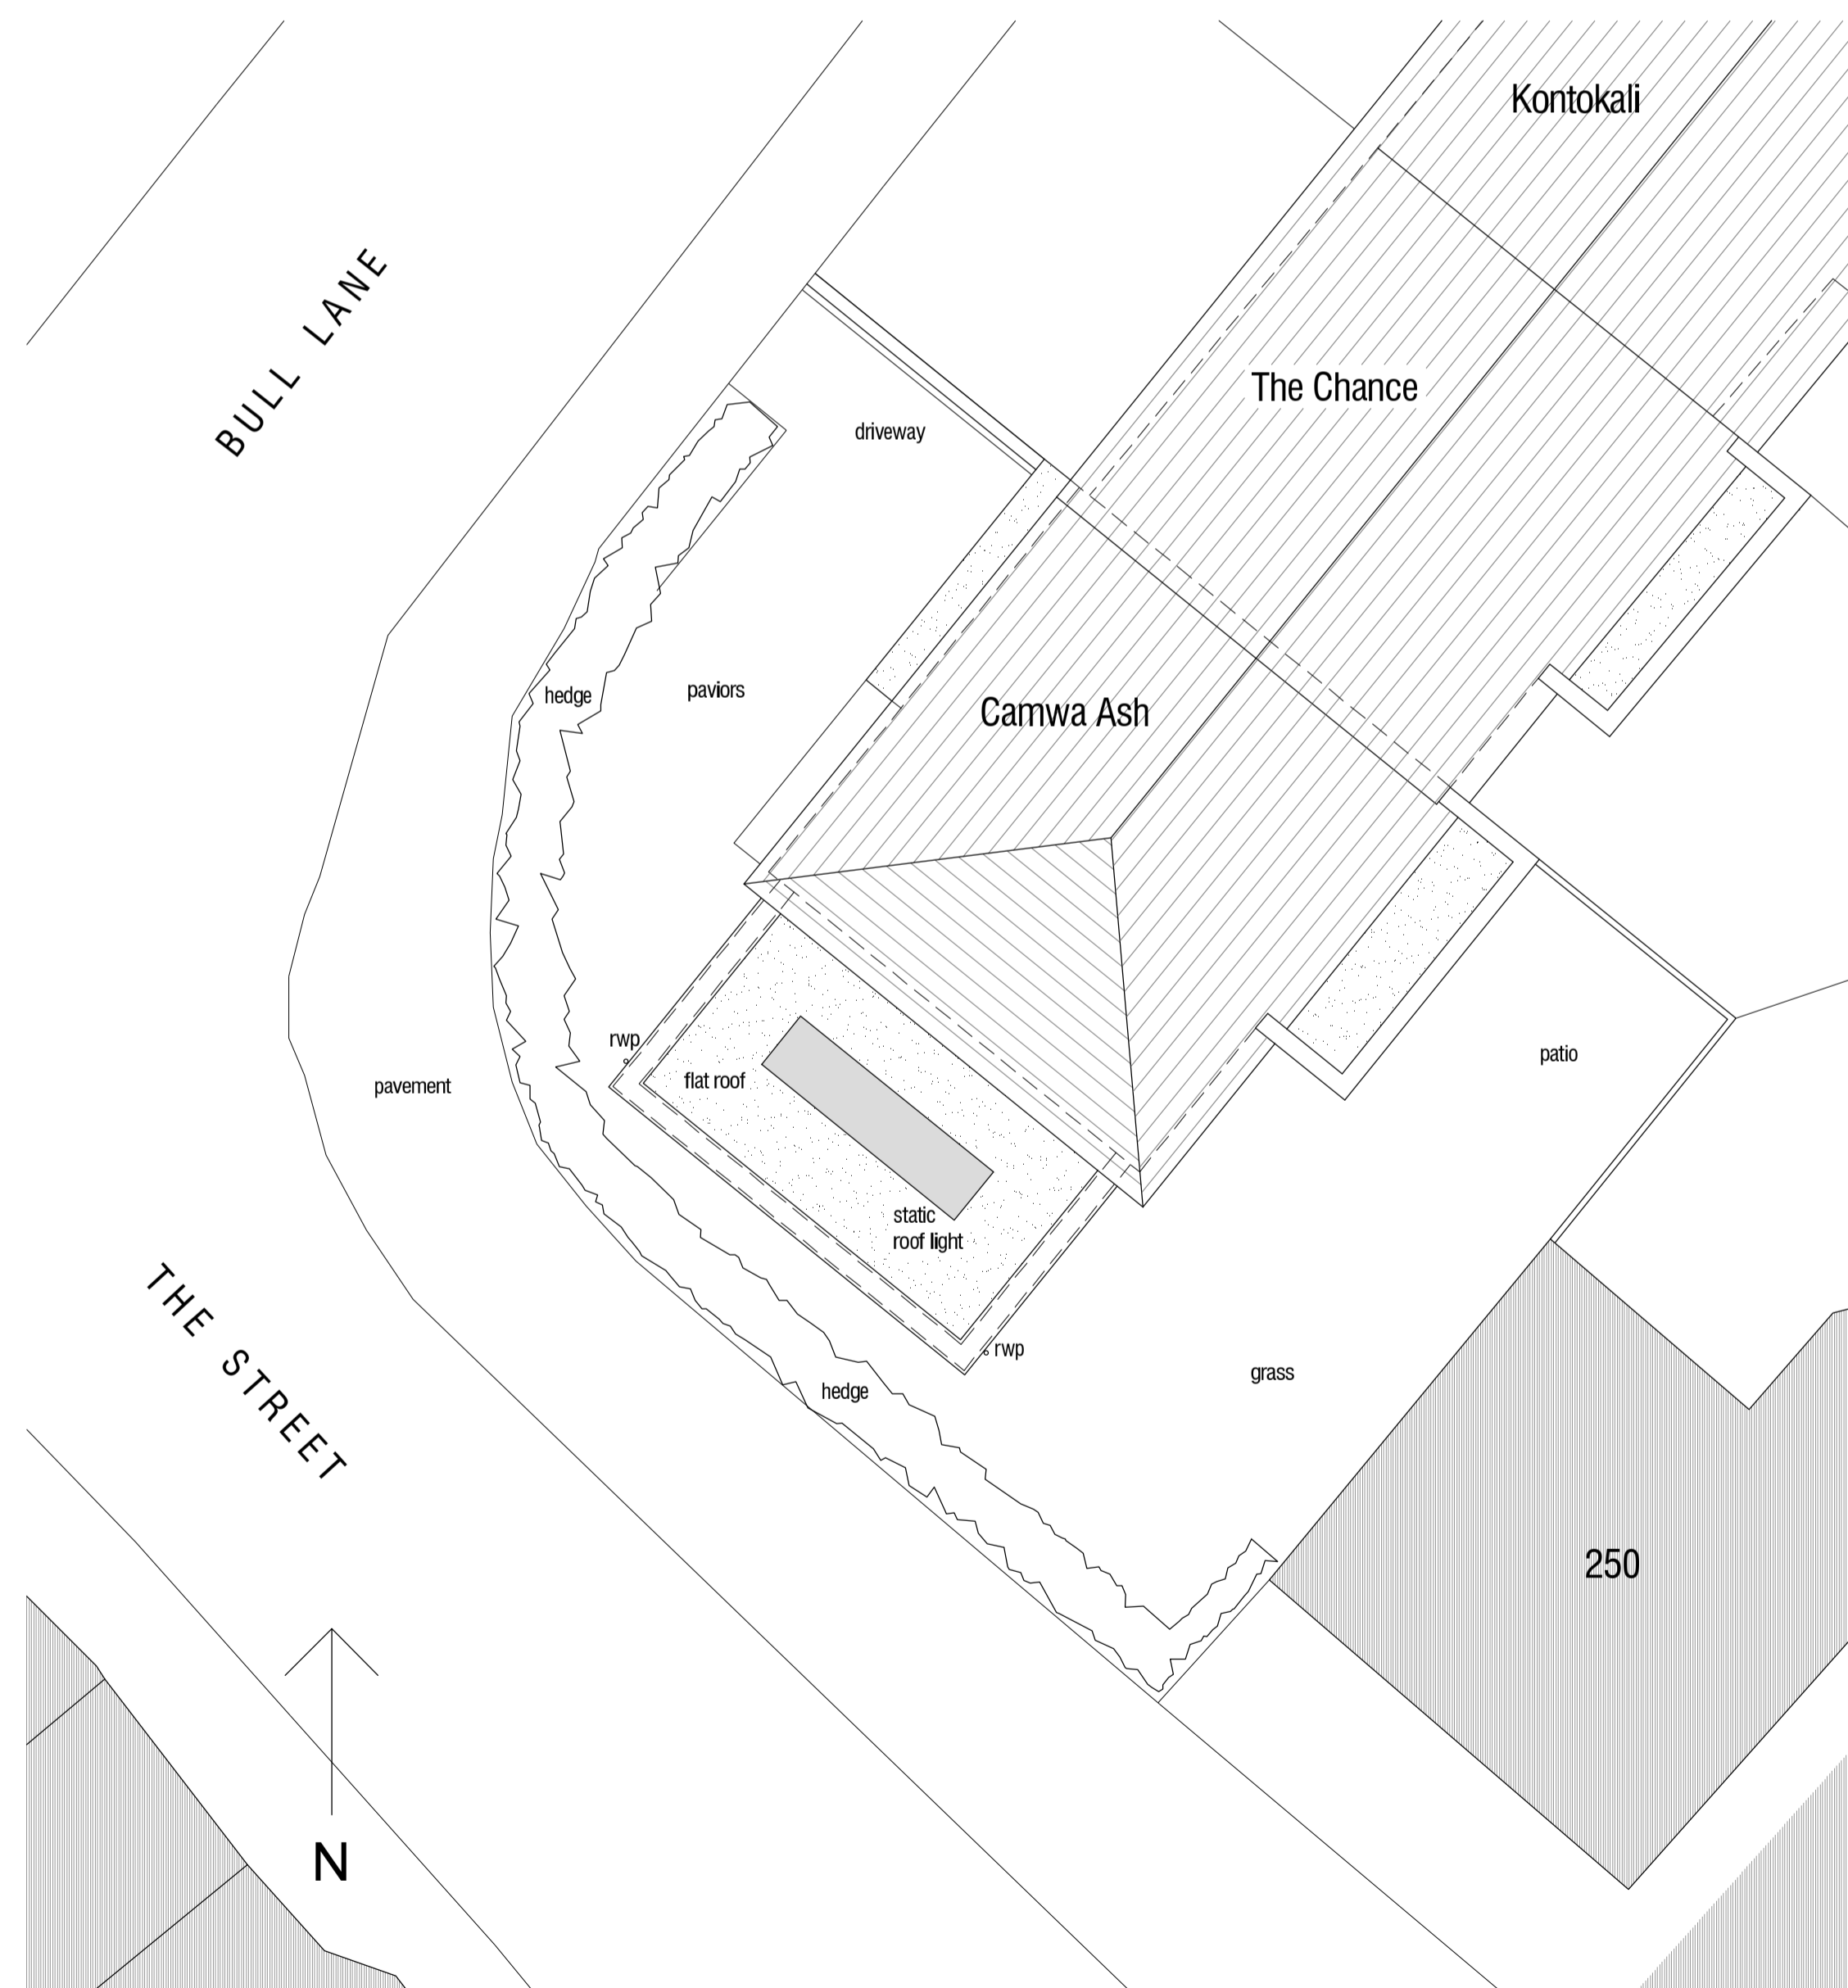 Kontokali
BULL LANE
The Chance
driveway
hedge
paviors
Camwa Ash
rwp
flat roof
patio
pavement
static
roof light
THE STREET
rwp
grass
hedge
250
N